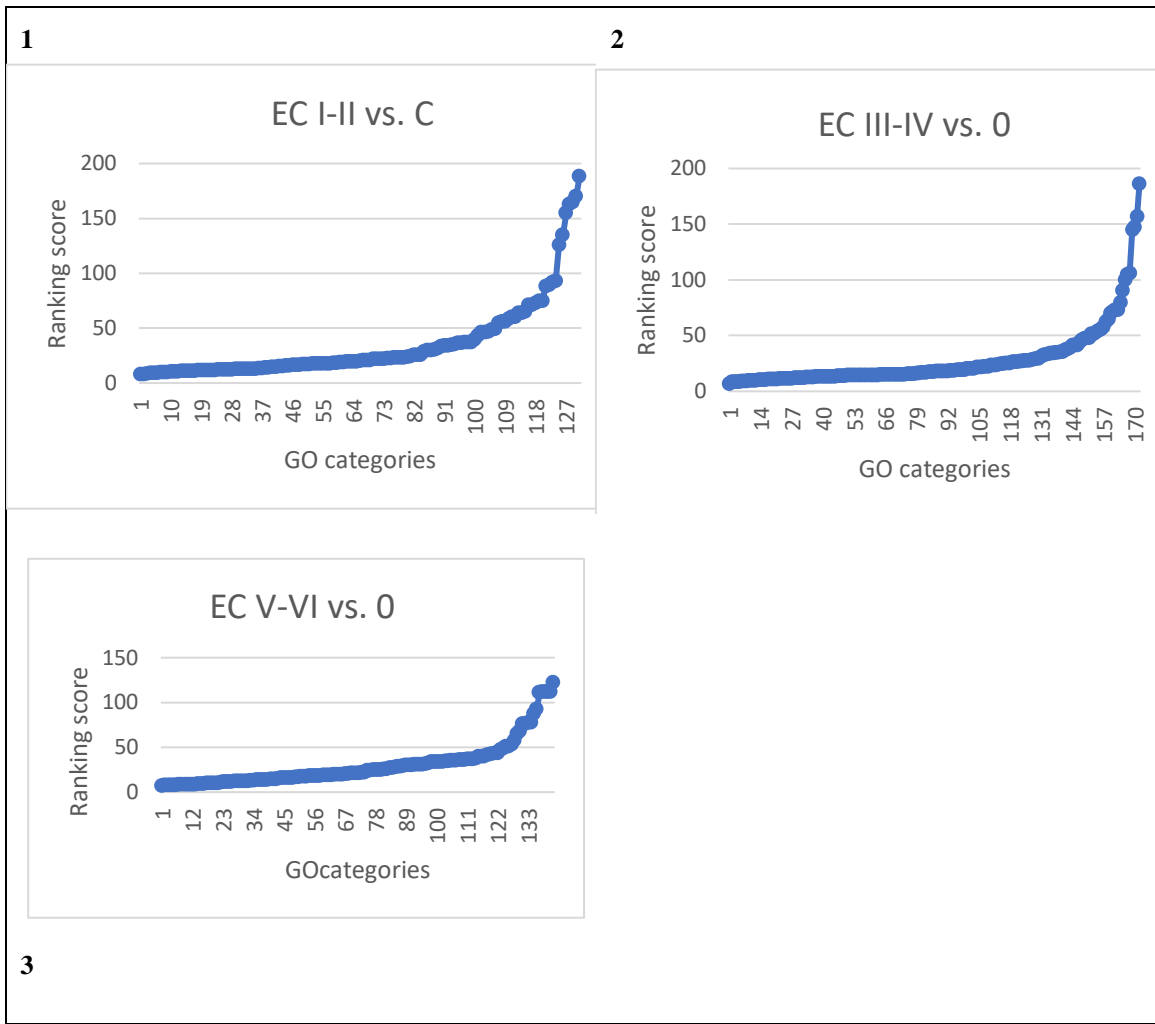 1
2
EC I-II vs. C
Ranking score
200
150
100
50
0
1 10 19 28 37 46 55 64 73 82 91 100 109 118 127
GO categories
EC III-IV vs. 0
Ranking score
200
150
100
50
0
1 14 27 40 53 66 79 92 105 118 131 144 157 170
GO categories
EC V-VI vs. 0
Ranking score
150
100
50
0
1 12 23 34 45 56 67 78 89 100 111 122 133
GOcategories
3